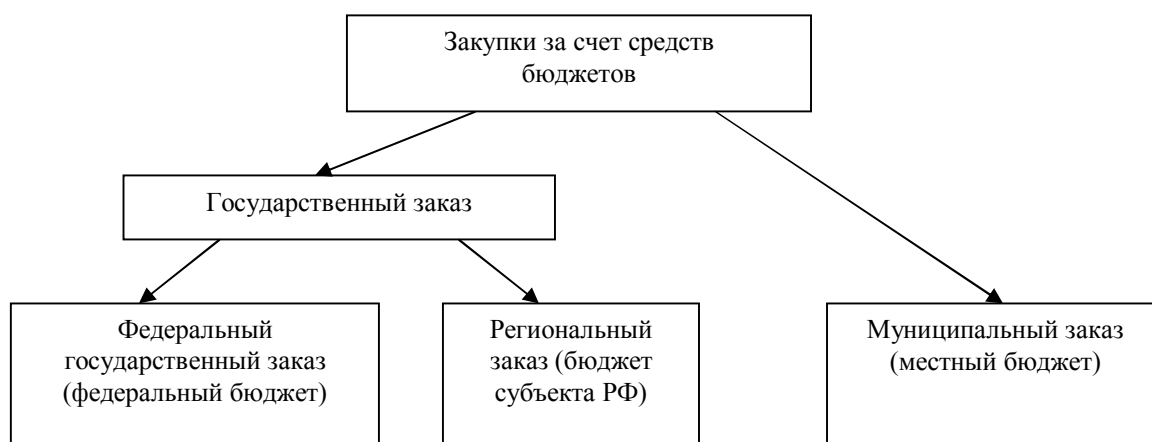 Закупки за счет средств
бюджетов
Государственный заказ
Федеральный
государственный заказ
(федеральный бюджет)
Региональный
заказ (бюджет
субъекта РФ)
Муниципальный заказ
(местный бюджет)